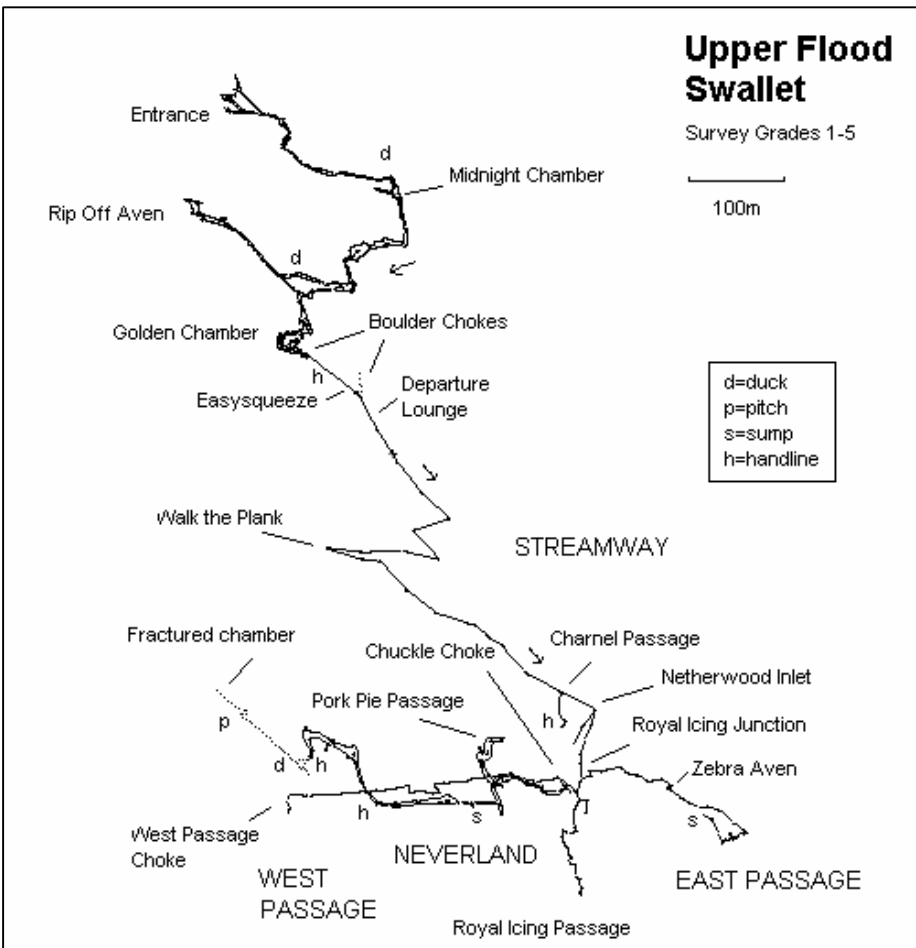 Upper Flood
Swallet
Survey Grades 1-5
100m
Entrance
d
Midnight Chamber
Rip Off Aven
d
Golden Chamber
Boulder Chokes
h
Easysqueeze
Departure
Lounge
d=duck
p=pitch
s=sump
h=handline
Walk the Plank
STREAMWAY
Fractured chamber
Chuckle Choke
Charnel Passage
Netherwood Inlet
Pork Pie Passage
p
h
Royal Icing Junction
d
h
Zebra Aven
h
s
s
West Passage
Choke
NEVERLAND
WEST
PASSAGE
EAST PASSAGE
Royal Icing Passage